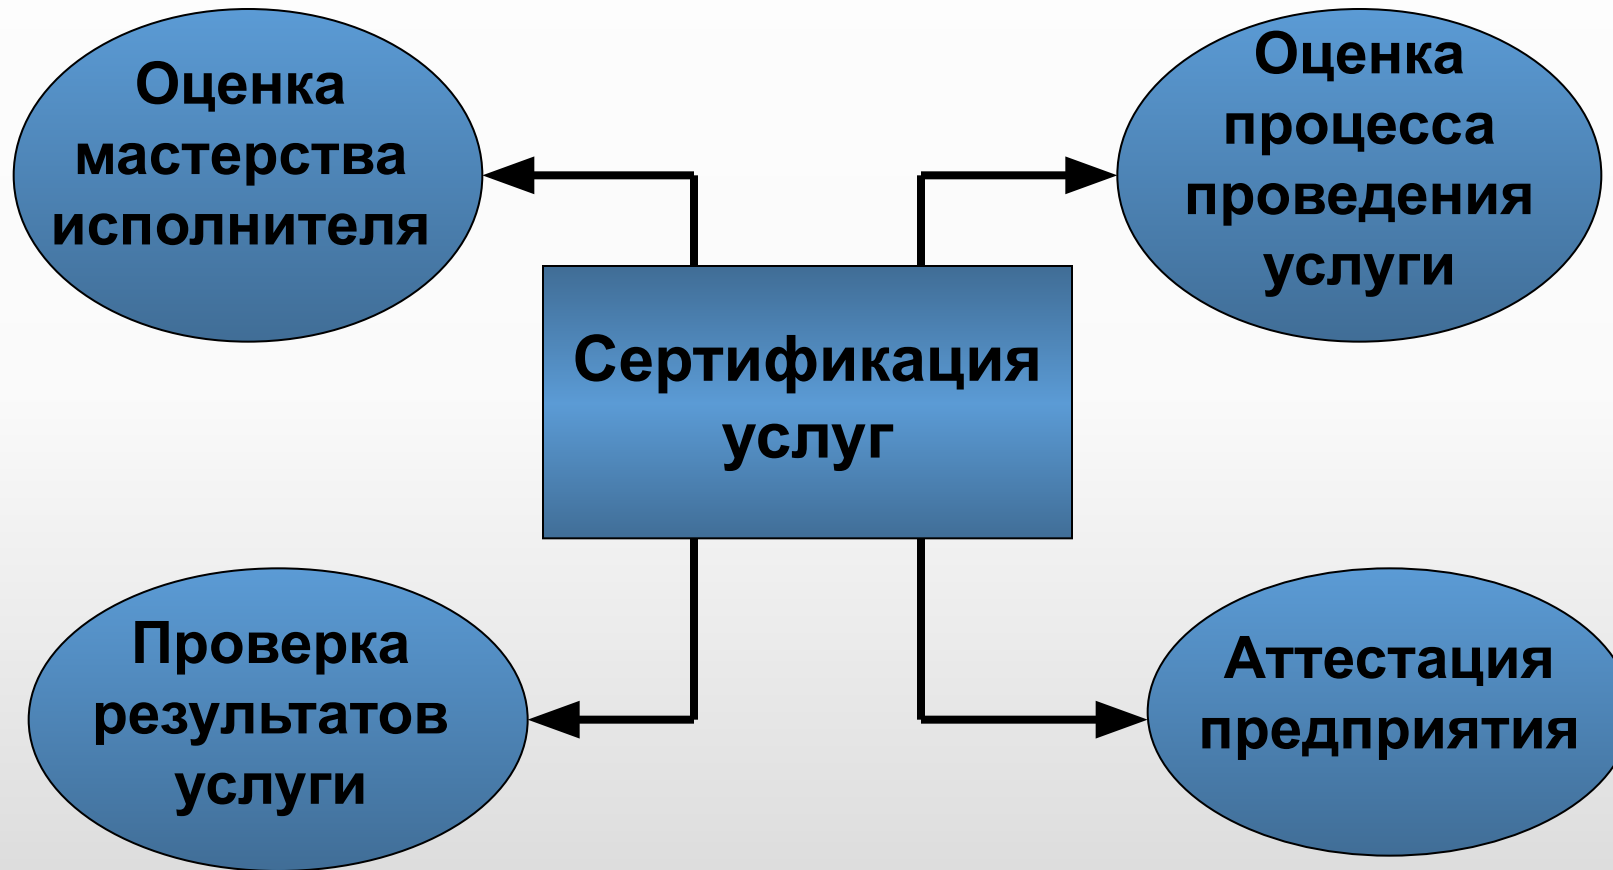 Оценка
мастерства
исполнителя
Оценка
процесса
проведения
услуги
Сертификация
услуг
Проверка
результатов
услуги
Аттестация
предприятия